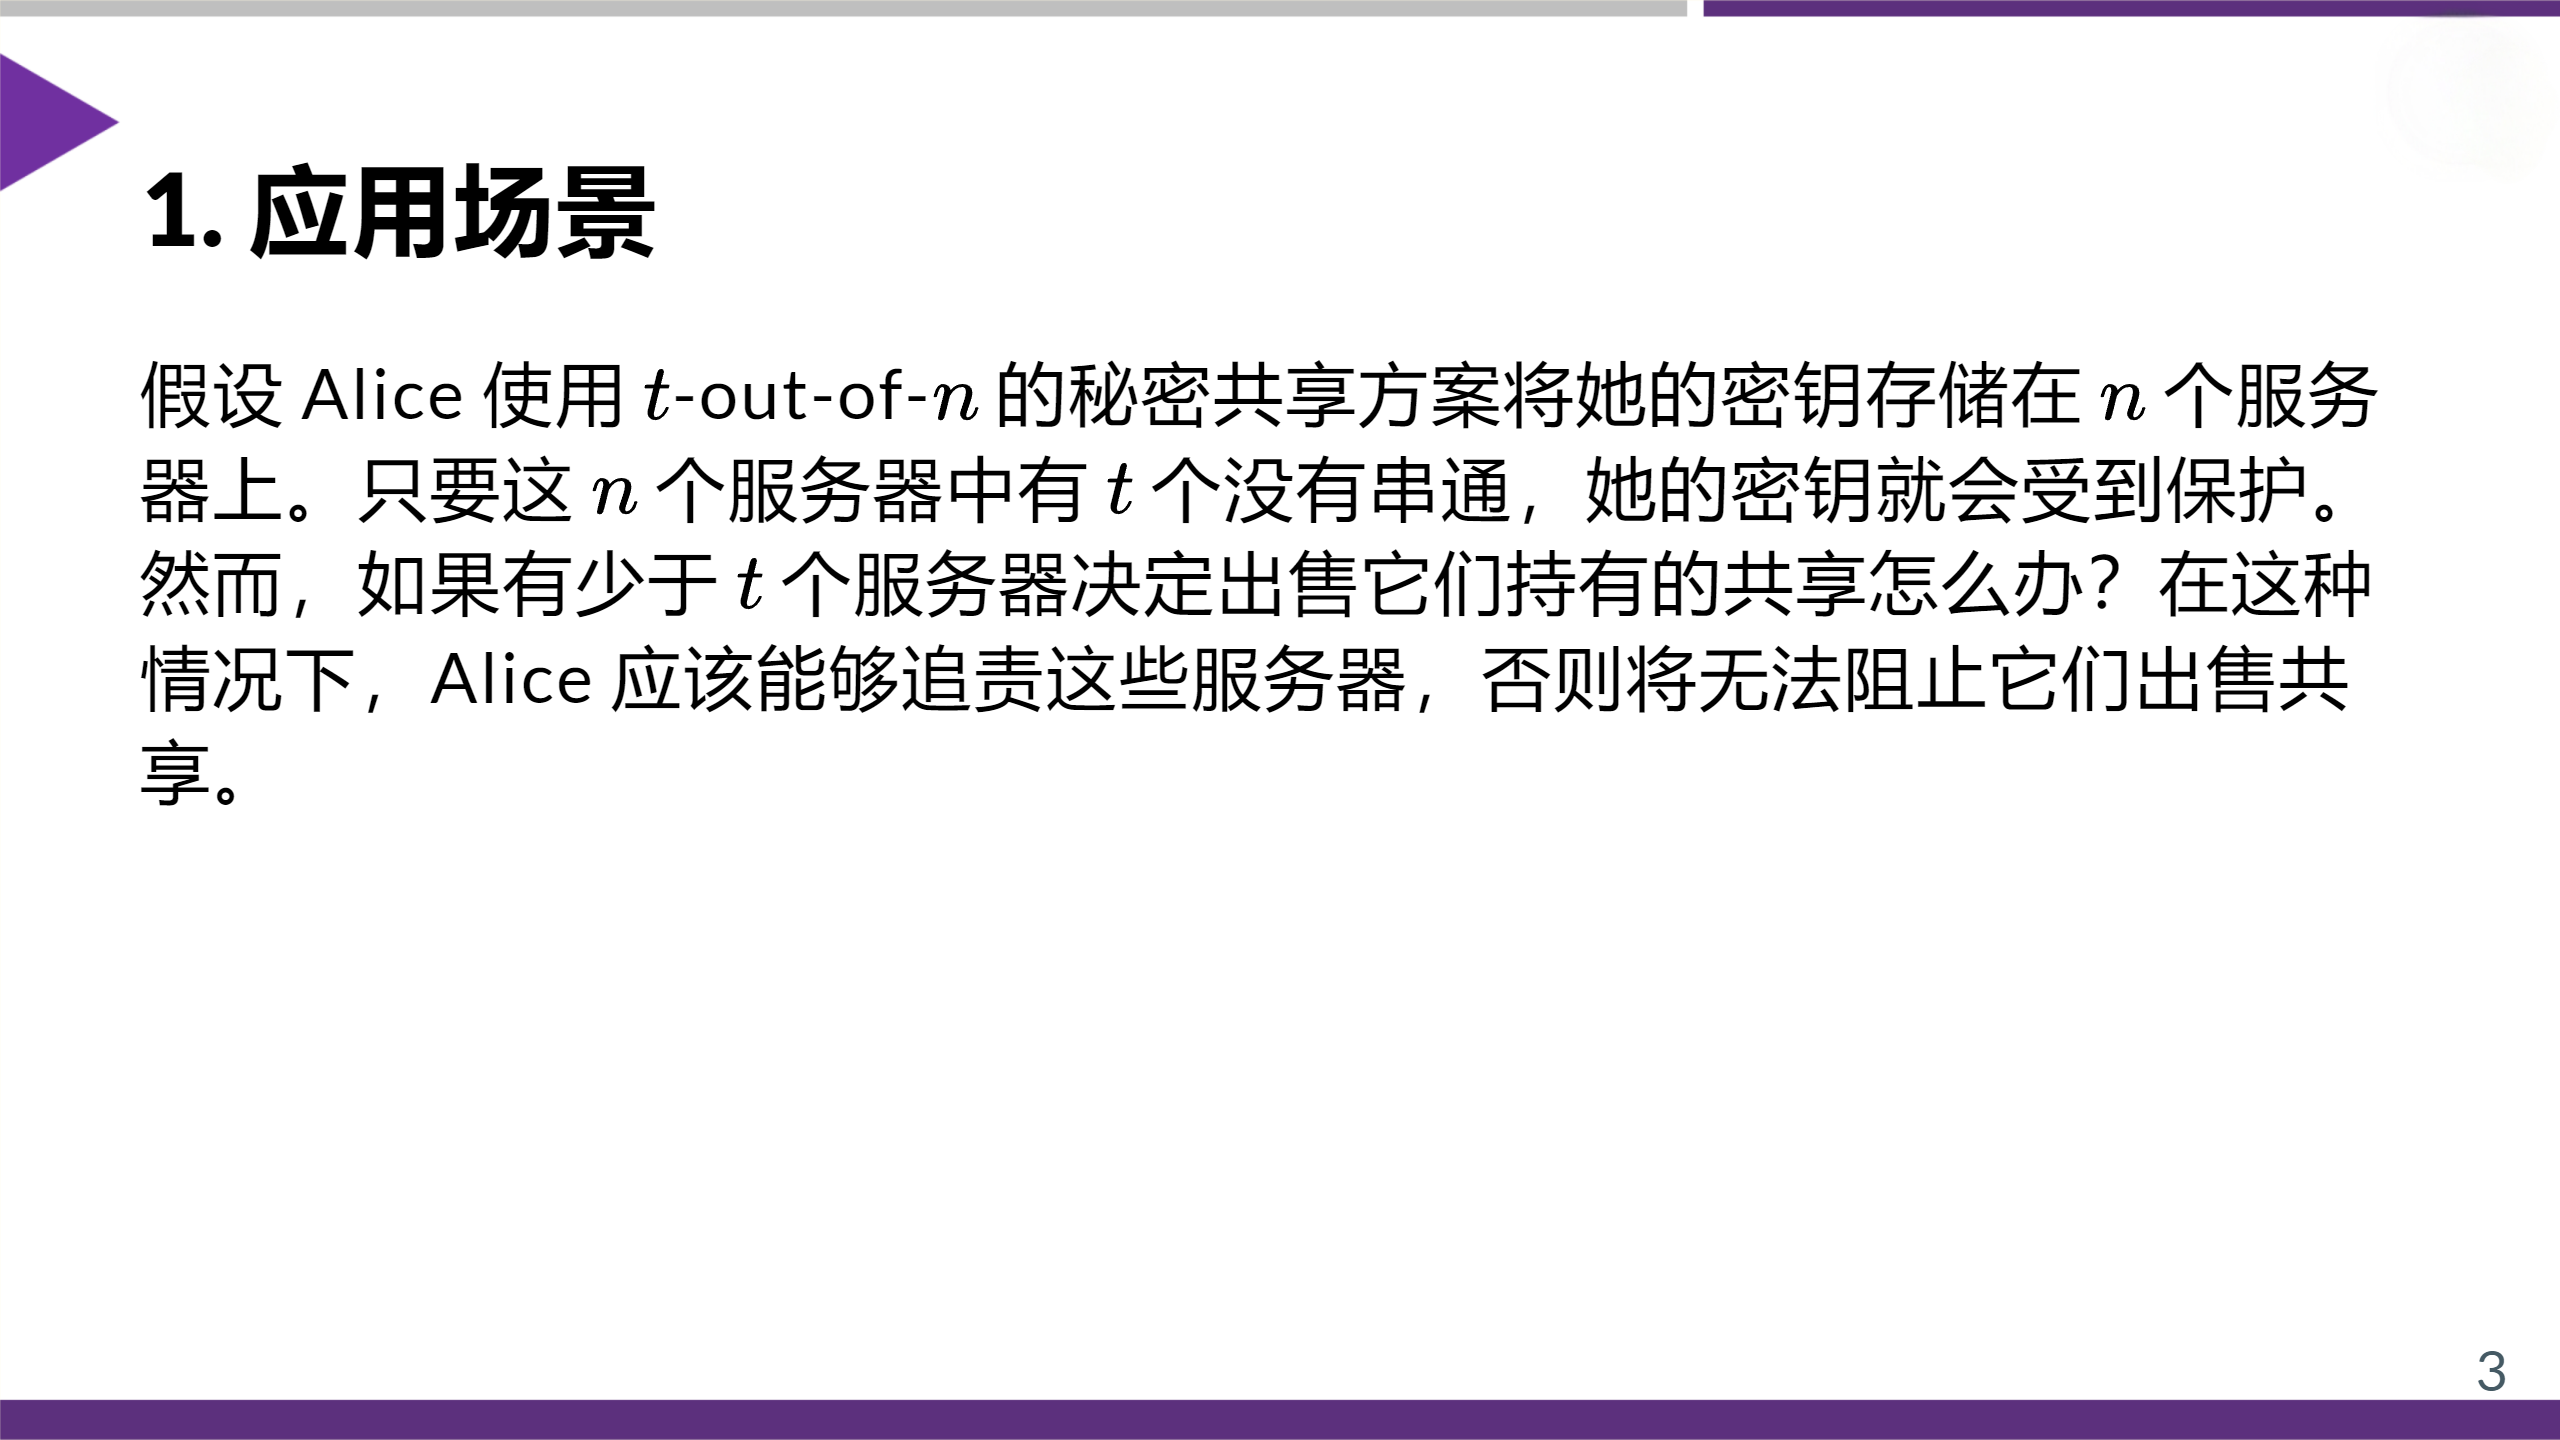 1. 应用场景
假设 Alice 使用 t-out-of-n 的秘密共享方案将她的密钥存储在 n 个服务
器上。只要这 n 个服务器中有 t 个没有串通，她的密钥就会受到保护。
然而，如果有少于 t 个服务器决定出售它们持有的共享怎么办？在这种
情况下，Alice 应该能够追责这些服务器，否则将无法阻止它们出售共
享。
3